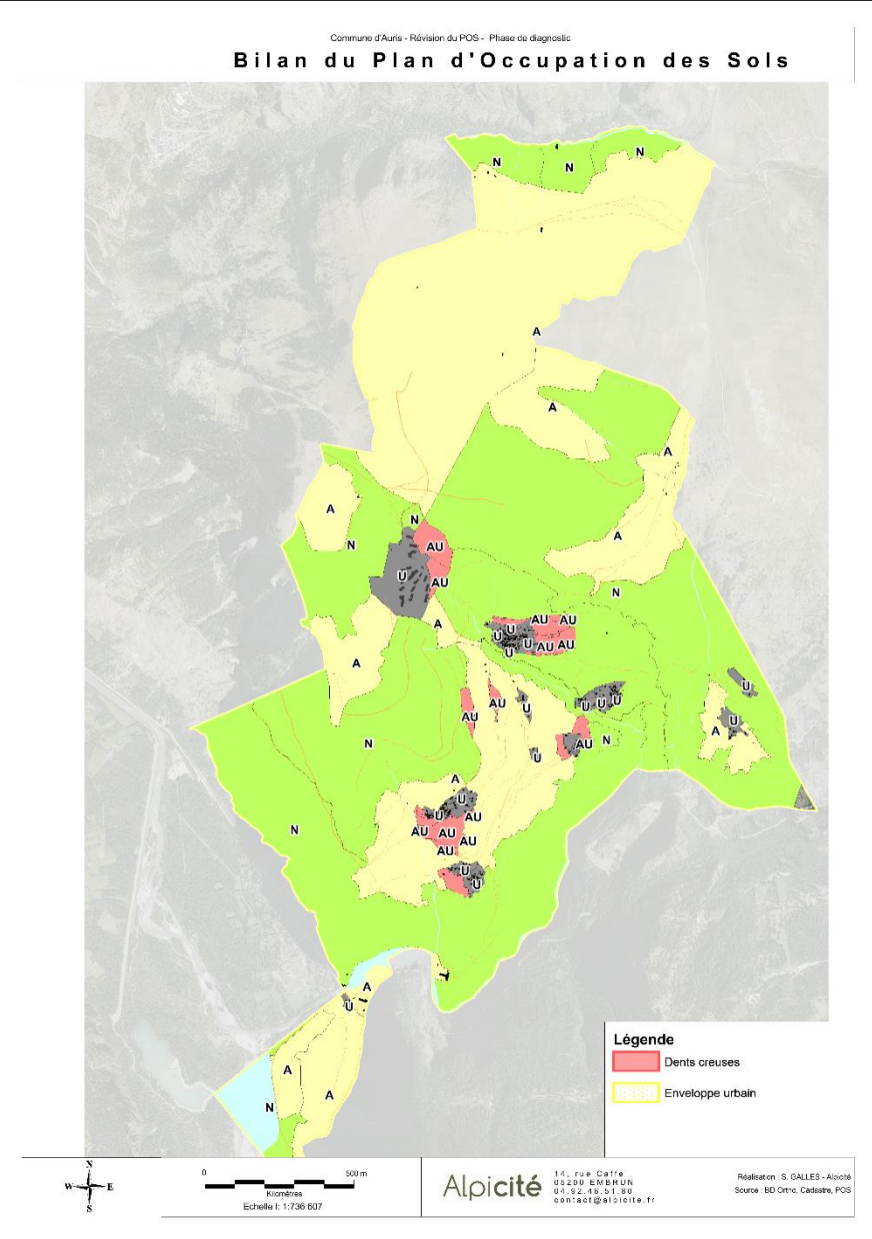 Commune d'Auris - Révision du POS - Phase de diagnostic
Bilan du Plan d'Occupation des Sols
N
N
N
A
A
A
A
N
N
AU
A
U
AU
N
A
AU AU
U
U
U
AU AU
U
A
N
U
AU
AU
U
U U U
U
A
N
AU
N
U
A
U
U
AU
AU
AU
AU
AU
N
U
U
A
U
A
A
N
Légende
Dents creuses
Enveloppe urbain
N
W
E
S
0
500 m
Kilomètres
Echelle I: 1:736 607
Alpicité
14, rue Caffe
05200 EMBRUN
04.92.46.51.80
contact@alpicite.fr
Réalisation : S. GALLES - Alpicité
Source : BD Ortho, Cadastre, POS